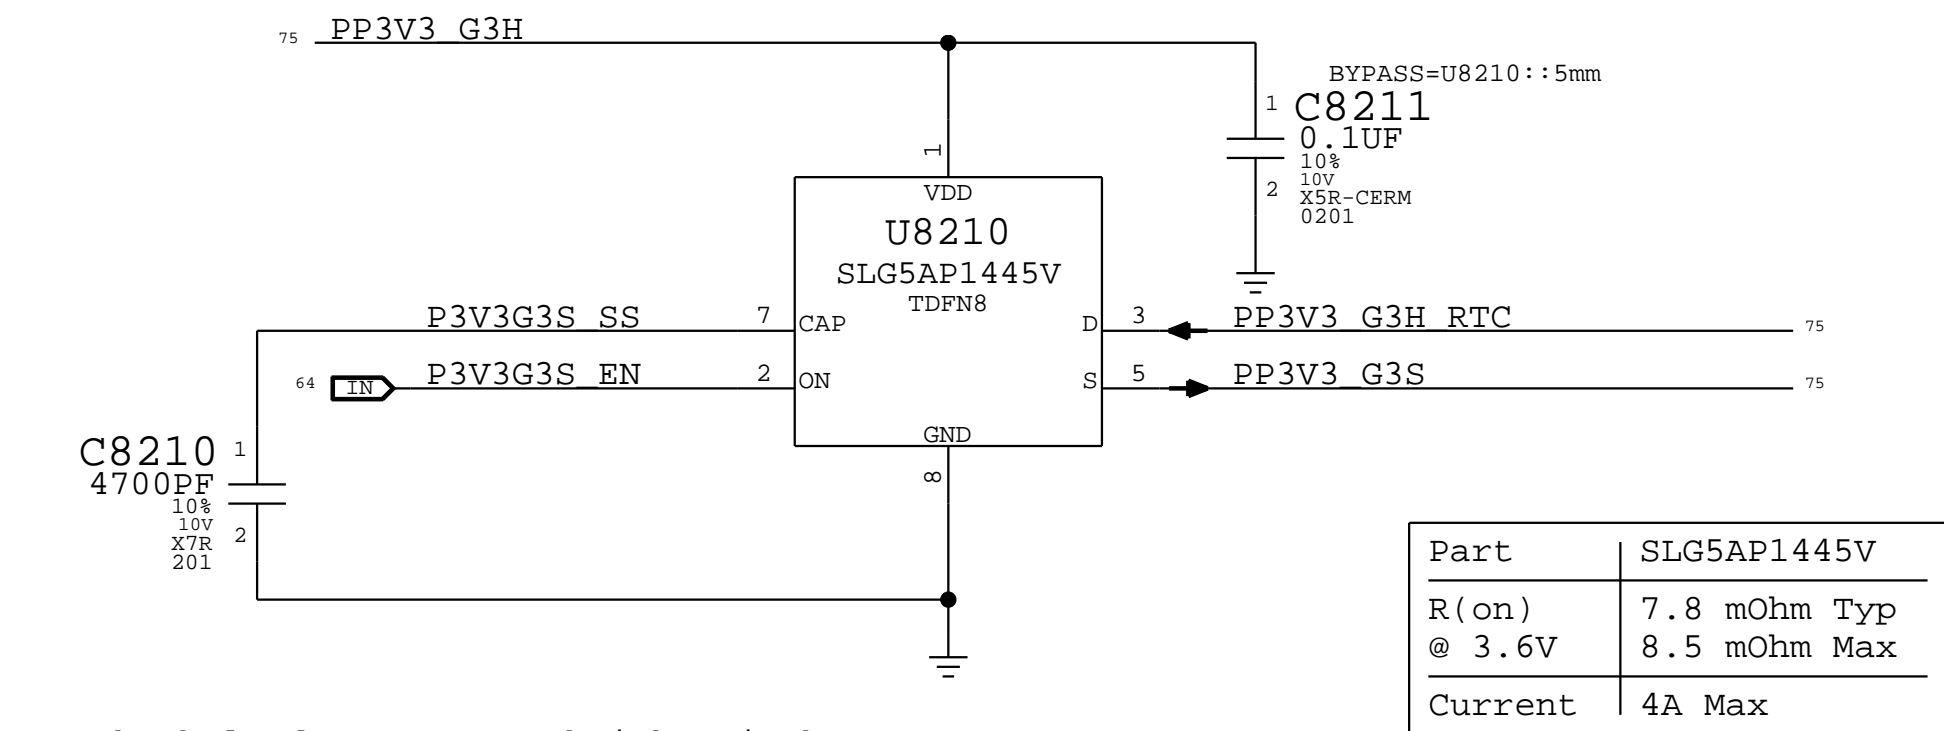 75 PP3V3_G3H
BYPASS=U8210::5mm
1 C8211
0.1UF
10%
10V
2 X5R-CERM
0201
1
VDD
U8210
SLG5AP1445V
TDFN8
P3V3G3S_SS 7 CAP
D 3 PP3V3_G3H_RTC 75
64 IN P3V3G3S_EN 2 ON
S 5 PP3V3_G3S 75
GND
8
C8210 1
4700PF
10%
10V
X7R 2
201
Part SLG5AP1445V
R(on) 7.8 mOhm Typ
@ 3.6V 8.5 mOhm Max
Current 4A Max